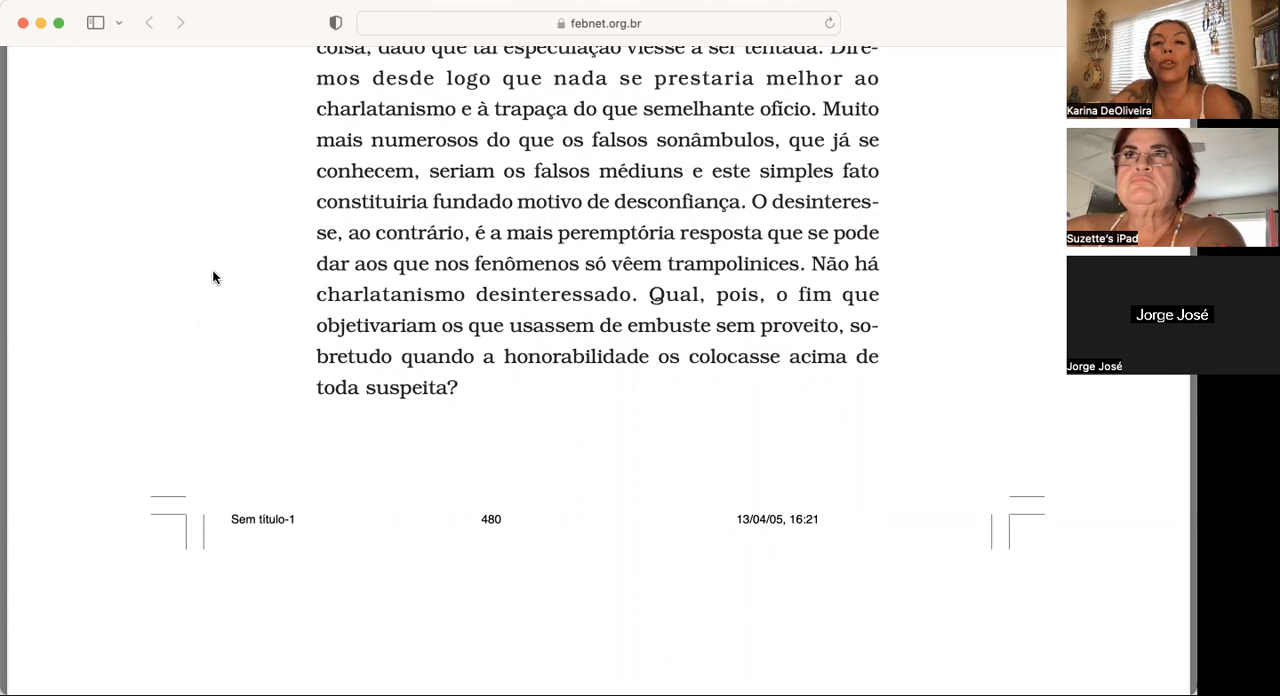 febnet.org.br
coisa, dado que tal especulação viesse a ser tentada. Dire-
mos desde logo que nada se prestaria melhor ao
charlatanismo e à trapaça do que semelhante ofício. Muito
mais numerosos do que os falsos sonâmbulos, que já se
conhecem, seriam os falsos médiuns e este simples fato
constituiria fundado motivo de desconfiança. O desinteres-
se, ao contrário, é a mais peremptória resposta que se pode
dar aos que nos fenômenos só vêem trampolinices. Não há
charlatanismo desinteressado. Qual, pois, o fim que
objetivariam os que usassem de embuste sem proveito, so-
bretudo quando a honorabilidade os colocasse acima de
toda suspeita?
Sem título-1
480
13/04/05, 16:21
Karina DeOliveira
Suzette's iPad
Jorge José
Jorge José